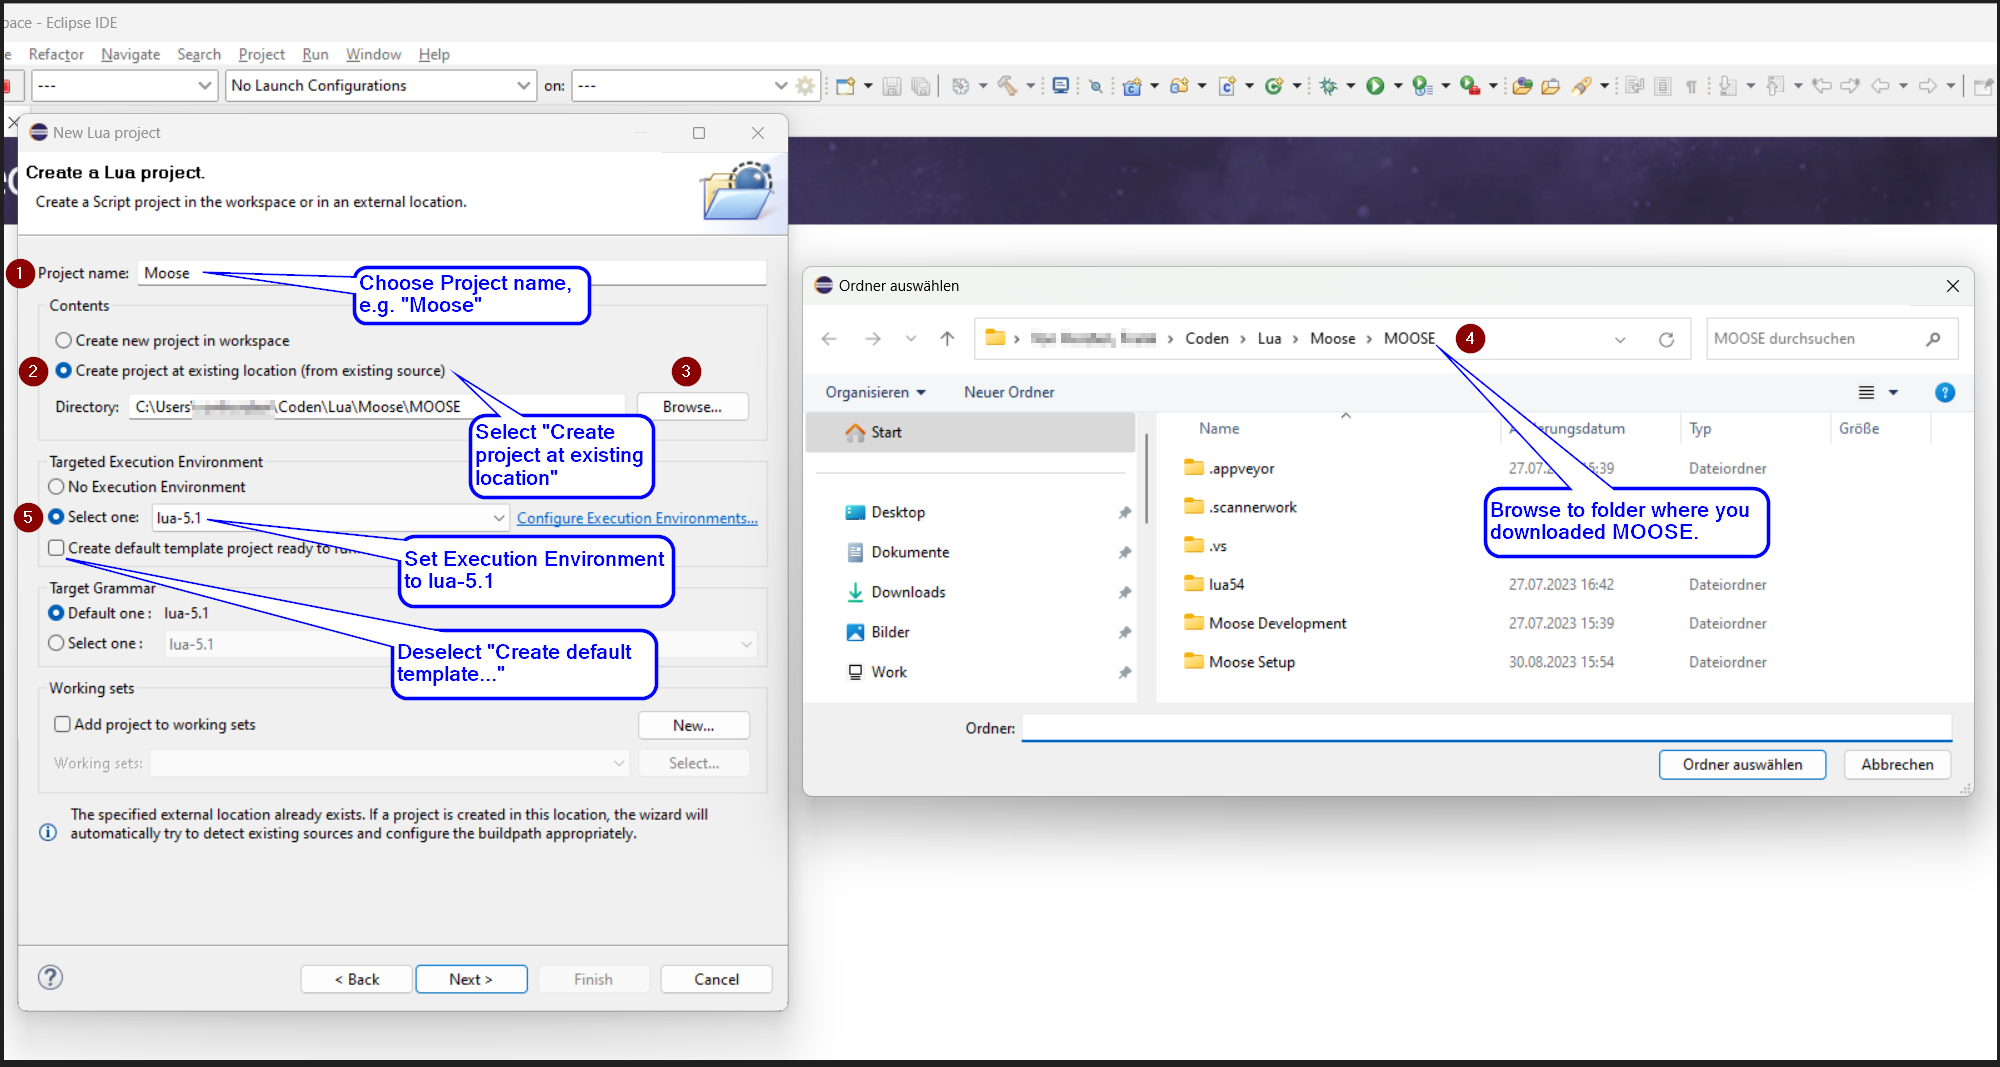 pace - Eclipse IDE
e Refactor Navigate Search Project Run Window Help
--- No Launch Configurations on: ---
New Lua project
Create a Lua project.
Create a Script project in the workspace or in an external location.
1 Project name: Moose
Choose Project name,
e.g. "Moose"
Contents
Create new project in workspace
2 Create project at existing location (from existing source) 3
Directory: C:\Users\ \Coden\Lua\Moose\MOOSE Browse...
Select "Create
project at existing
location"
Targeted Execution Environment
No Execution Environment
5 Select one: lua-5.1 Configure Execution Environments...
Create default template project ready to run
Set Execution Environment
to lua-5.1
Target Grammar
Default one : lua-5.1
Select one : lua-5.1
Deselect "Create default
template..."
Working sets
Add project to working sets New...
Working sets: Select...
The specified external location already exists. If a project is created in this location, the wizard will
automatically try to detect existing sources and configure the buildpath appropriately.
< Back Next > Finish Cancel
Ordner auswählen
Coden Lua Moose MOOSE 4 MOOSE durchsuchen
Organisieren Neuer Ordner
Start
Desktop
Dokumente
Downloads
Bilder
Work
Name Änderungsdatum Typ Größe
.appveyor 27.07.2 15:39 Dateiordner
.scannerwork
.vs
lua54 27.07.2023 16:42 Dateiordner
Moose Development 27.07.2023 15:39 Dateiordner
Moose Setup 30.08.2023 15:54 Dateiordner
Browse to folder where you
downloaded MOOSE.
Ordner:
Ordner auswählen Abbrechen